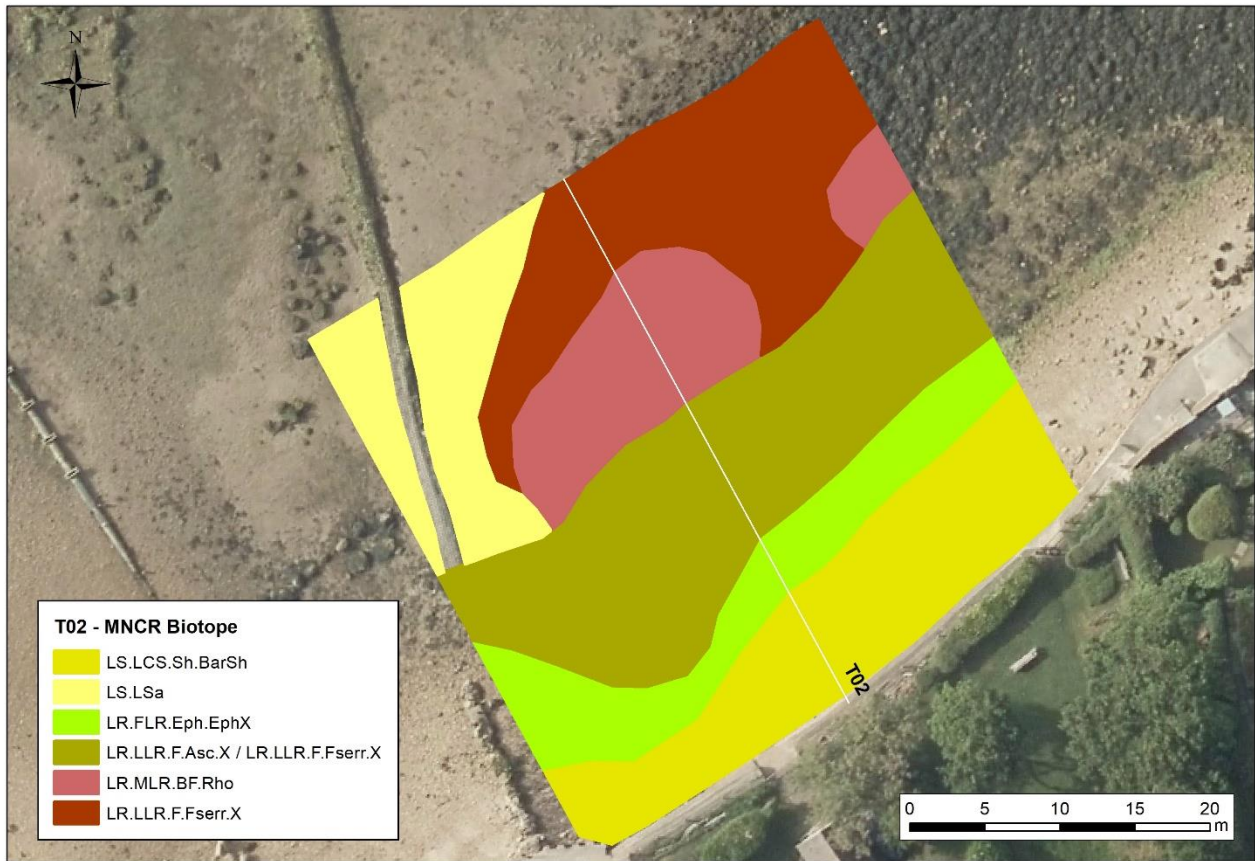 N
T02
T02 - MNCR Biotope
LS.LCS.Sh.BarSh
LS.LSa
LR.FLR.Eph.EphX
LR.LLR.F.Asc.X / LR.LLR.F.Fserr.X
LR.MLR.BF.Rho
LR.LLR.F.Fserr.X
0 5 10 15 20
m